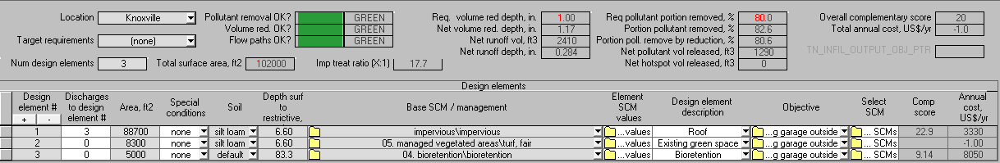 Location Knoxville Pollutant removal OK? GREEN Req. volume red depth, in. 1.00 Req pollutant portion removed, % 80.0 Overall complementary score 20
Volume red. OK? GREEN Net volume red depth, in. 1.17 Portion pollutant removed, % 82.6 Total annual cost, US$/yr -1.0
Target requirements (none) Flow paths OK? GREEN Net runoff vol, ft3 2410 Portion poll. remove by reduction, % 80.6
Net runoff depth, in. 0.284 Net pollutant vol released, ft3 1290 TN_INFIL_OUTPUT_OBJ_PTR
Num design elements 3 Total surface area, ft2 102000 Imp treat ratio (X:1) 17.7 Net hotspot vol released, ft3 0
Design elements
Design element # + - Discharges to design element # Area, ft2 Special conditions Soil Depth surf to restrictive, Base SCM / management Element SCM values Design element description Objective Select SCM Comp score Annual cost, US$/yr
1 3 88700 none silt loam 6.60 impervious\impervious ...values Roof ...g garage outside ... SCMs 22.9 3330
2 0 8300 none silt loam 6.60 05. managed vegetated areas\turf, fair ...values Existing green space ...g garage outside ... SCMs -1.00
3 0 5000 none default 83.3 04. bioretention\bioretention ...values Bioretention ...g garage outside ... SCMs 9.14 8050